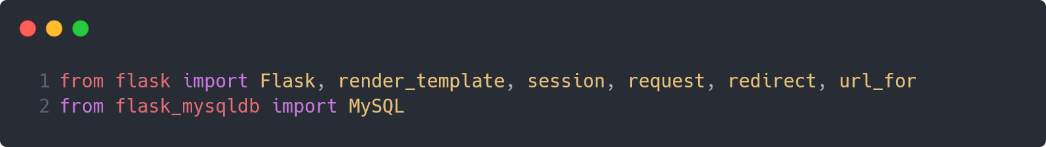 1 from flask import Flask, render_template, session, request, redirect, url_for
2 from flask_mysqldb import MySQL